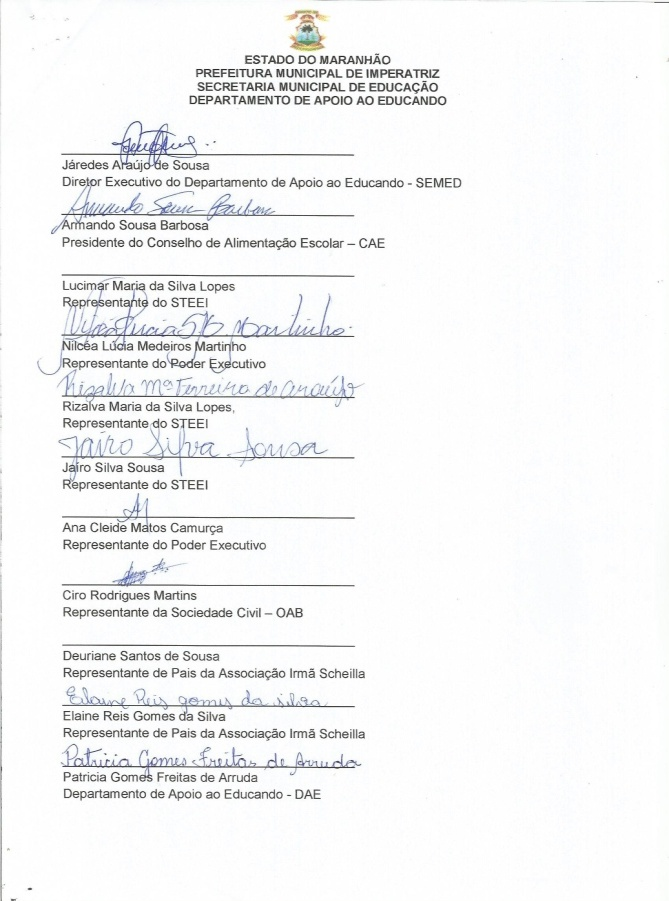 ESTADO DO MARANHÃO
PREFEITURA MUNICIPAL DE IMPERATRIZ
SECRETARIA MUNICIPAL DE EDUCAÇÃO
DEPARTAMENTO DE APOIO AO EDUCANDO
Járedes Araújo de Sousa
Diretor Executivo do Departamento de Apoio ao Educando - SEMED
Armando Sousa Barbosa
Armando Sousa Barbosa
Presidente do Conselho de Alimentação Escolar – CAE
Lucimar Maria da Silva Lopes
Representante do STEEI
Martinho
Nilcéa Lúcia Medeiros Martinho
Representante do Poder Executivo
Rizalva Mª Ferreira de Araújo
Rizalva Maria da Silva Lopes,
Representante do STEEI
Jairo Silva Sousa
Jairo Silva Sousa
Representante do STEEI
Ana Cleide Matos Camurça
Representante do Poder Executivo
Ciro Rodrigues Martins
Representante da Sociedade Civil – OAB
Deuriane Santos de Sousa
Representante de Pais da Associação Irmã Scheilla
Elaine Reis gomes da silva
Elaine Reis Gomes da Silva
Representante de Pais da Associação Irmã Scheilla
Patricia Gomes Freitas de Arruda
Patricia Gomes Freitas de Arruda
Departamento de Apoio ao Educando - DAE